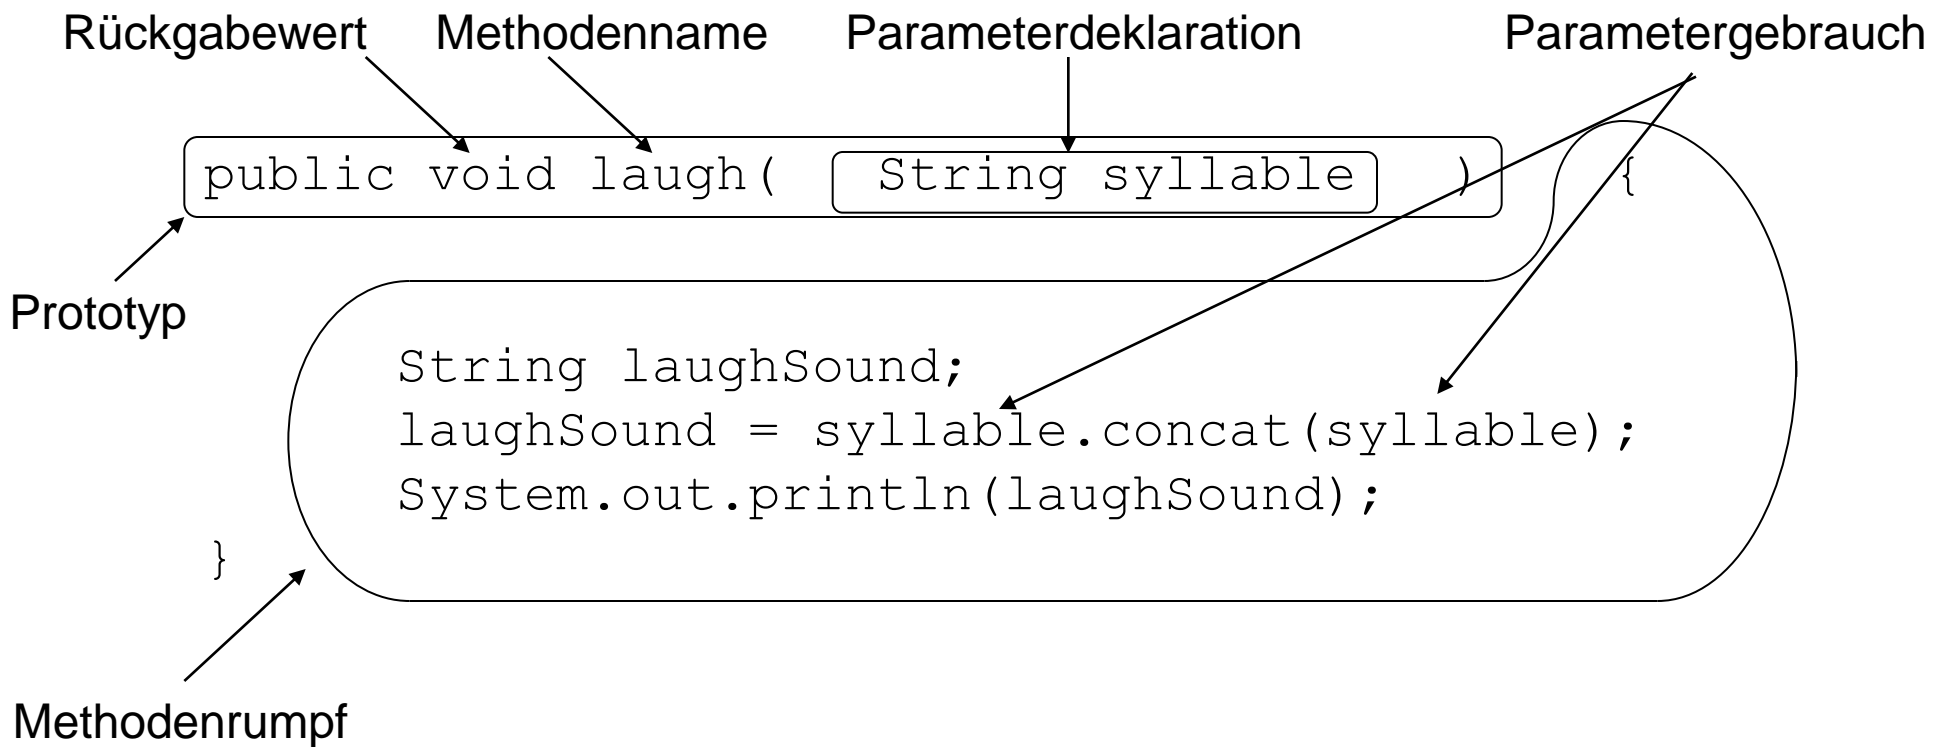 Rückgabewert Methodenname Parameterdeklaration Parametergebrauch
public void laugh( String syllable ) {
Prototyp
String laughSound;
laughSound = syllable.concat(syllable);
System.out.println(laughSound);
}
Methodenrumpf